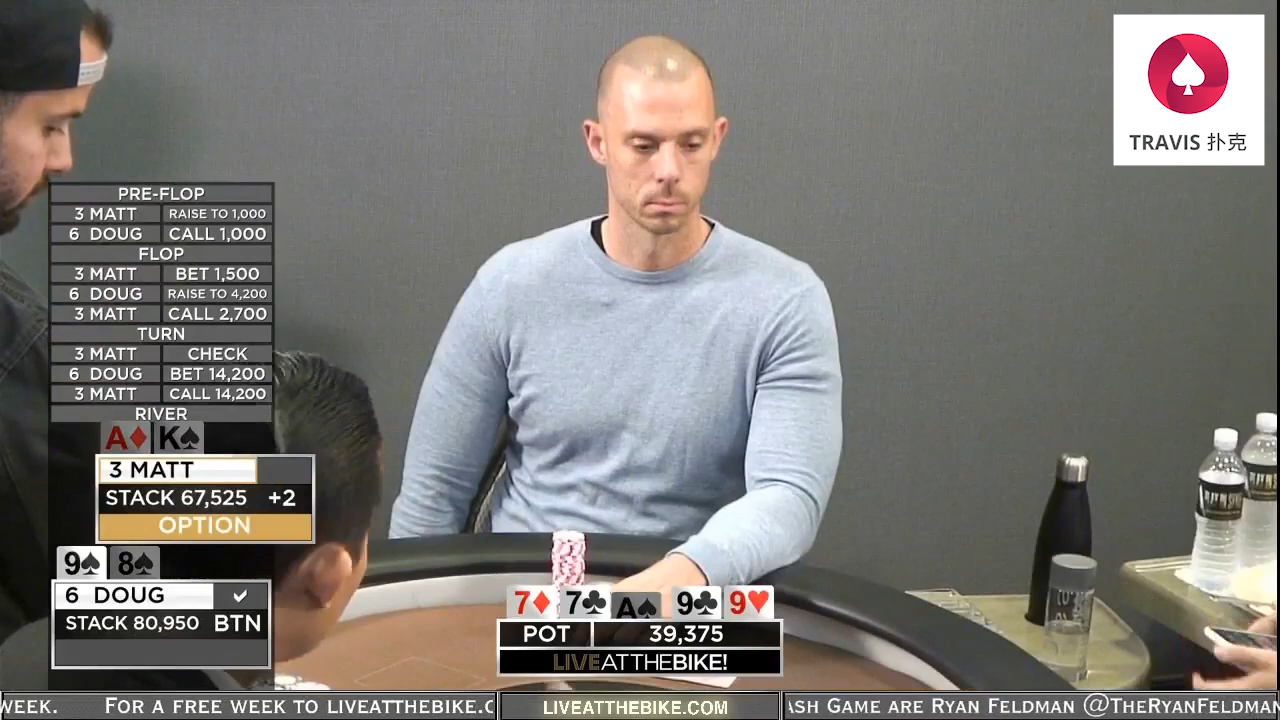 TRAVIS 扑克
PRE-FLOP
3 MATT RAISE TO 1,000
6 DOUG CALL 1,000
FLOP
3 MATT BET 1,500
6 DOUG RAISE TO 4,200
3 MATT CALL 2,700
TURN
3 MATT CHECK
6 DOUG BET 14,200
3 MATT CALL 14,200
RIVER
A♦ K♠
3 MATT
STACK 67,525 +2
OPTION
9♠ 8♠
6 DOUG ✓
STACK 80,950 BTN
7♦ 7♣ A♠ 9♣ 9♥
POT 39,375
LIVEATTHEBIKE!
WEEK. FOR A FREE WEEK TO LIVEATTHEBIKE.C
LIVEATTHEBIKE.COM
ASH GAME ARE RYAN FELDMAN @THERYANFELDMAN